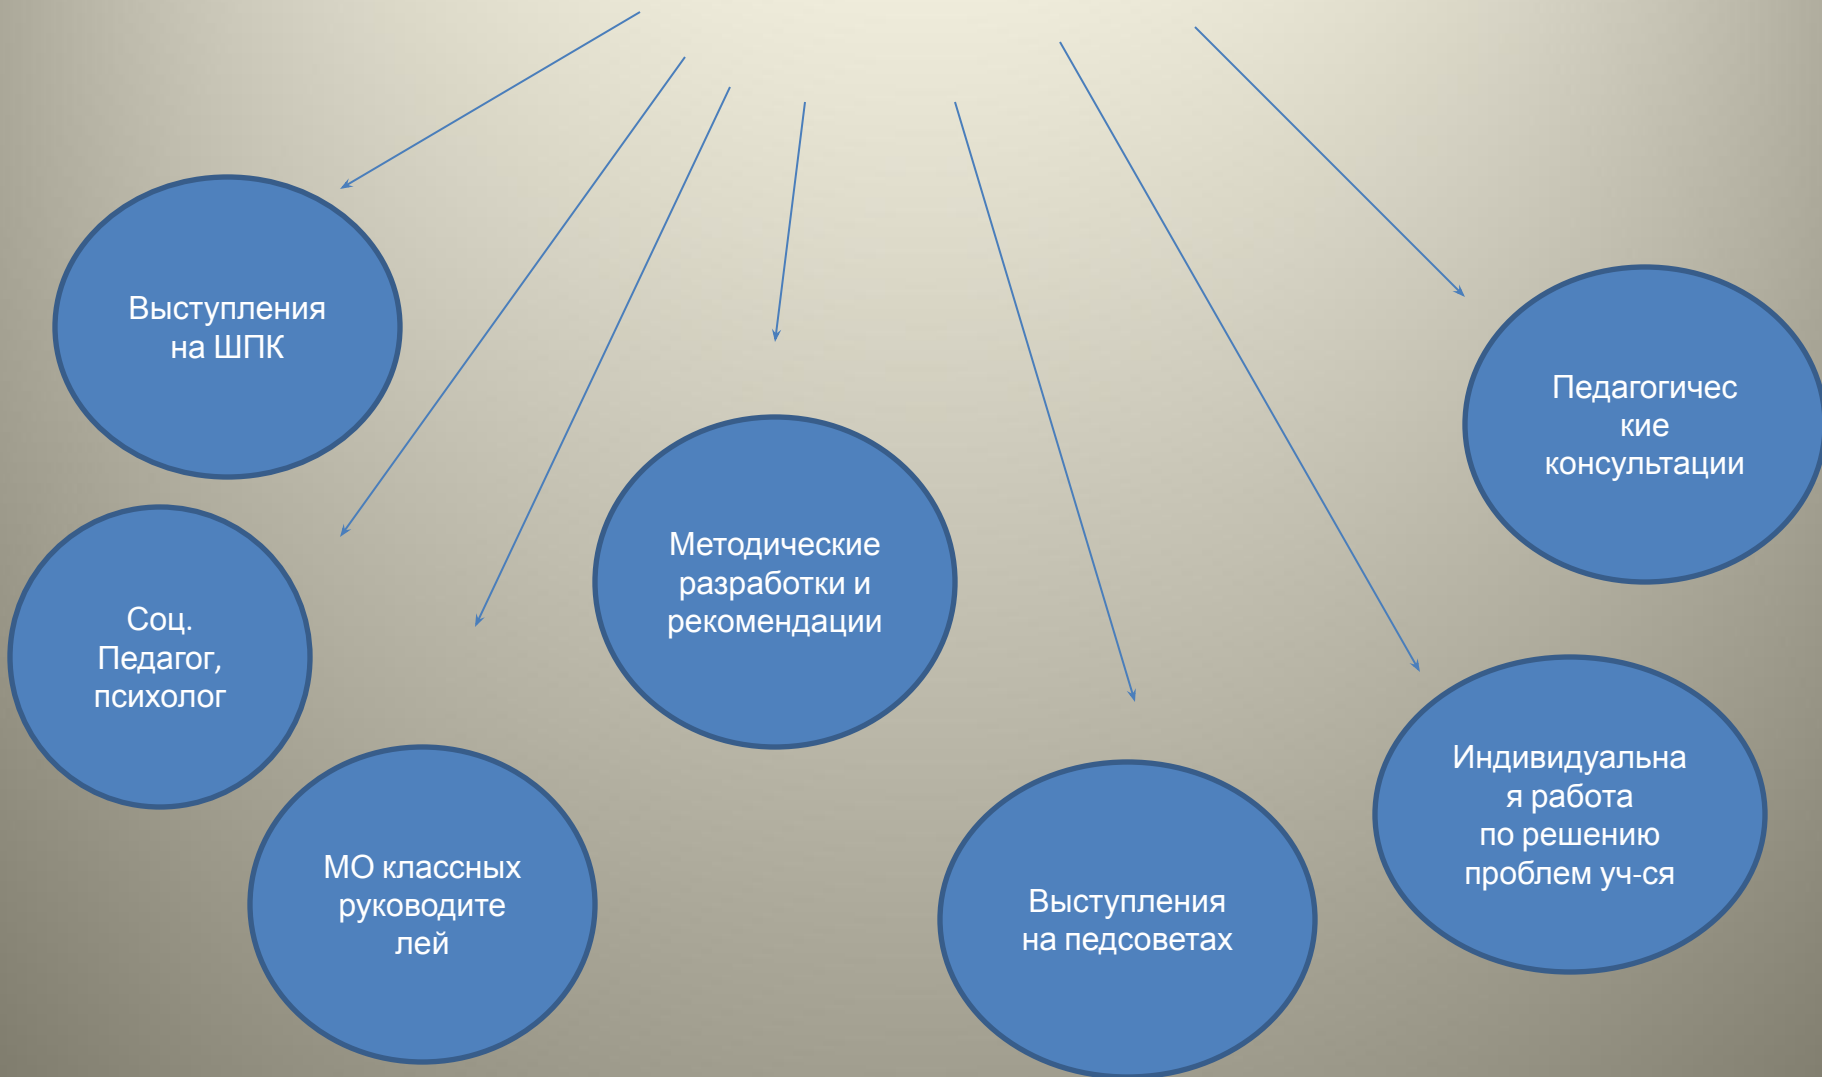 Выступления
на ШПК
Педагогичес
кие
консультации
Методические
разработки и
рекомендации
Соц.
Педагог,
психолог
Индивидуальна
я работа
по решению
проблем уч-ся
МО классных
руководите
лей
Выступления
на педсоветах